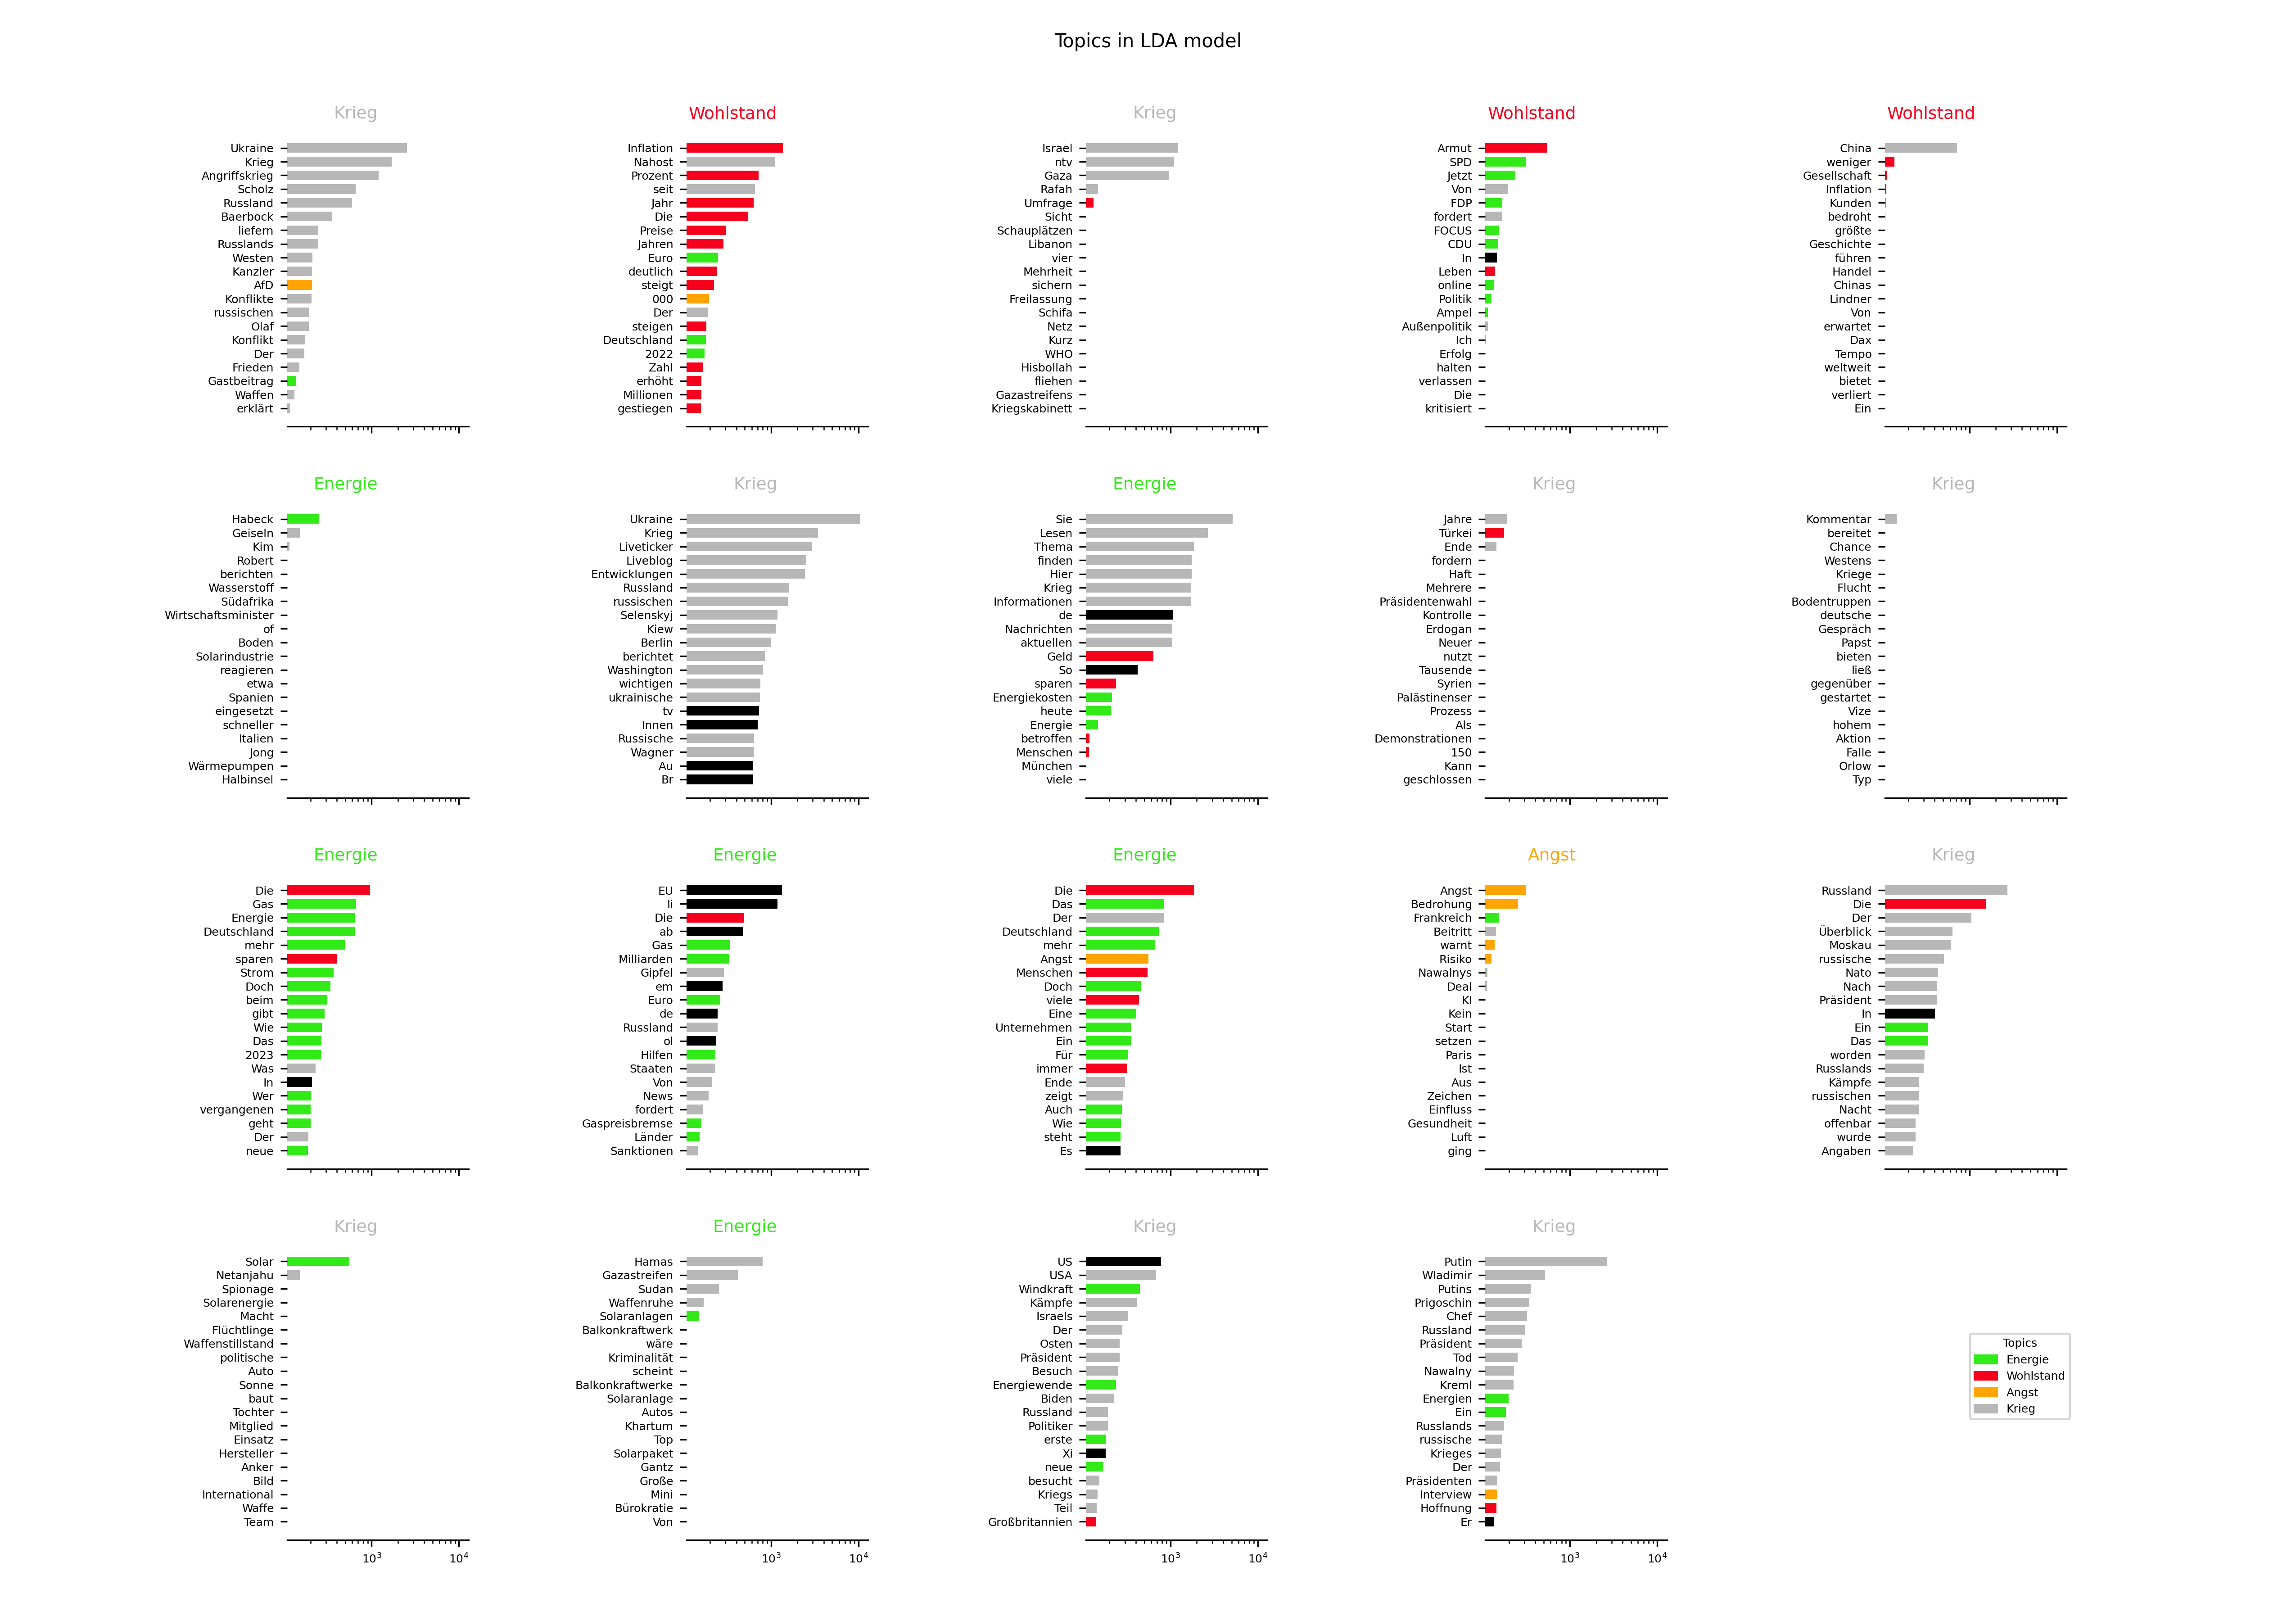 Topics in LDA model
Krieg
Ukraine
Krieg
Angriffskrieg
Scholz
Russland
Baerbock
liefern
Russlands
Westen
Kanzler
AfD
Konflikte
russischen
Olaf
Konflikt
Der
Frieden
Gastbeitrag
Waffen
erklärt
Wohlstand
Inflation
Nahost
Prozent
seit
Jahr
Die
Preise
Jahren
Euro
deutlich
steigt
000
Der
steigen
Deutschland
2022
Zahl
erhöht
Millionen
gestiegen
Krieg
Israel
ntv
Gaza
Rafah
Umfrage
Sicht
Schauplätzen
Libanon
vier
Mehrheit
sichern
Freilassung
Schifa
Netz
Kurz
WHO
Hisbollah
fliehen
Gazastreifens
Kriegskabinett
Wohlstand
Armut
SPD
Jetzt
Von
FDP
fordert
FOCUS
CDU
In
Leben
online
Politik
Ampel
Außenpolitik
Ich
Erfolg
halten
verlassen
Die
kritisiert
Wohlstand
China
weniger
Gesellschaft
Inflation
Kunden
bedroht
größte
Geschichte
führen
Handel
Chinas
Lindner
Von
erwartet
Dax
Tempo
weltweit
bietet
verliert
Ein
Energie
Habeck
Geiseln
Kim
Robert
berichten
Wasserstoff
Südafrika
Wirtschaftsminister
of
Boden
Solarindustrie
reagieren
etwa
Spanien
eingesetzt
schneller
Italien
Jong
Wärmepumpen
Halbinsel
Krieg
Ukraine
Krieg
Liveticker
Liveblog
Entwicklungen
Russland
russischen
Selenskyj
Kiew
Berlin
berichtet
Washington
wichtigen
ukrainische
tv
Innen
Russische
Wagner
Au
Br
Energie
Sie
Lesen
Thema
finden
Hier
Krieg
Informationen
de
Nachrichten
aktuellen
Geld
So
sparen
Energiekosten
heute
Energie
betroffen
Menschen
München
viele
Krieg
Jahre
Türkei
Ende
fordern
Haft
Mehrere
Präsidentenwahl
Kontrolle
Erdogan
Neuer
nutzt
Tausende
Syrien
Palästinenser
Prozess
Als
Demonstrationen
150
Kann
geschlossen
Krieg
Kommentar
bereitet
Chance
Westens
Kriege
Flucht
Bodentruppen
deutsche
Gespräch
Papst
bieten
ließ
gegenüber
gestartet
Vize
hohem
Aktion
Falle
Orlow
Typ
Energie
Die
Gas
Energie
Deutschland
mehr
sparen
Strom
Doch
beim
gibt
Wie
Das
2023
Was
In
Wer
vergangenen
geht
Der
neue
Energie
EU
li
Die
ab
Gas
Milliarden
Gipfel
em
Euro
de
Russland
ol
Hilfen
Staaten
Von
News
fordert
Gaspreisbremse
Länder
Sanktionen
Energie
Die
Das
Der
Deutschland
mehr
Angst
Menschen
Doch
viele
Eine
Unternehmen
Ein
Für
immer
Ende
zeigt
Auch
Wie
steht
Es
Angst
Angst
Bedrohung
Frankreich
Beitritt
warnt
Risiko
Nawalnys
Deal
KI
Kein
Start
setzen
Paris
Ist
Aus
Zeichen
Einfluss
Gesundheit
Luft
ging
Krieg
Russland
Die
Der
Überblick
Moskau
russische
Nato
Nach
Präsident
In
Ein
Das
worden
Russlands
Kämpfe
russischen
Nacht
offenbar
wurde
Angaben
Krieg
Solar
Netanjahu
Spionage
Solarenergie
Macht
Flüchtlinge
Waffenstillstand
politische
Auto
Sonne
baut
Tochter
Mitglied
Einsatz
Hersteller
Anker
Bild
International
Waffe
Team
10³ 10⁴
Energie
Hamas
Gazastreifen
Sudan
Waffenruhe
Solaranlagen
Balkonkraftwerk
wäre
Kriminalität
scheint
Balkonkraftwerke
Solaranlage
Autos
Khartum
Top
Solarpaket
Gantz
Große
Mini
Bürokratie
Von
10³ 10⁴
Krieg
US
USA
Windkraft
Kämpfe
Israels
Der
Osten
Präsident
Besuch
Energiewende
Biden
Russland
Politiker
erste
Xi
neue
besucht
Kriegs
Teil
Großbritannien
10³ 10⁴
Krieg
Putin
Wladimir
Putins
Prigoschin
Chef
Russland
Präsident
Tod
Nawalny
Kreml
Energien
Ein
Russlands
russische
Krieges
Der
Präsidenten
Interview
Hoffnung
Er
10³ 10⁴
Topics
Energie
Wohlstand
Angst
Krieg